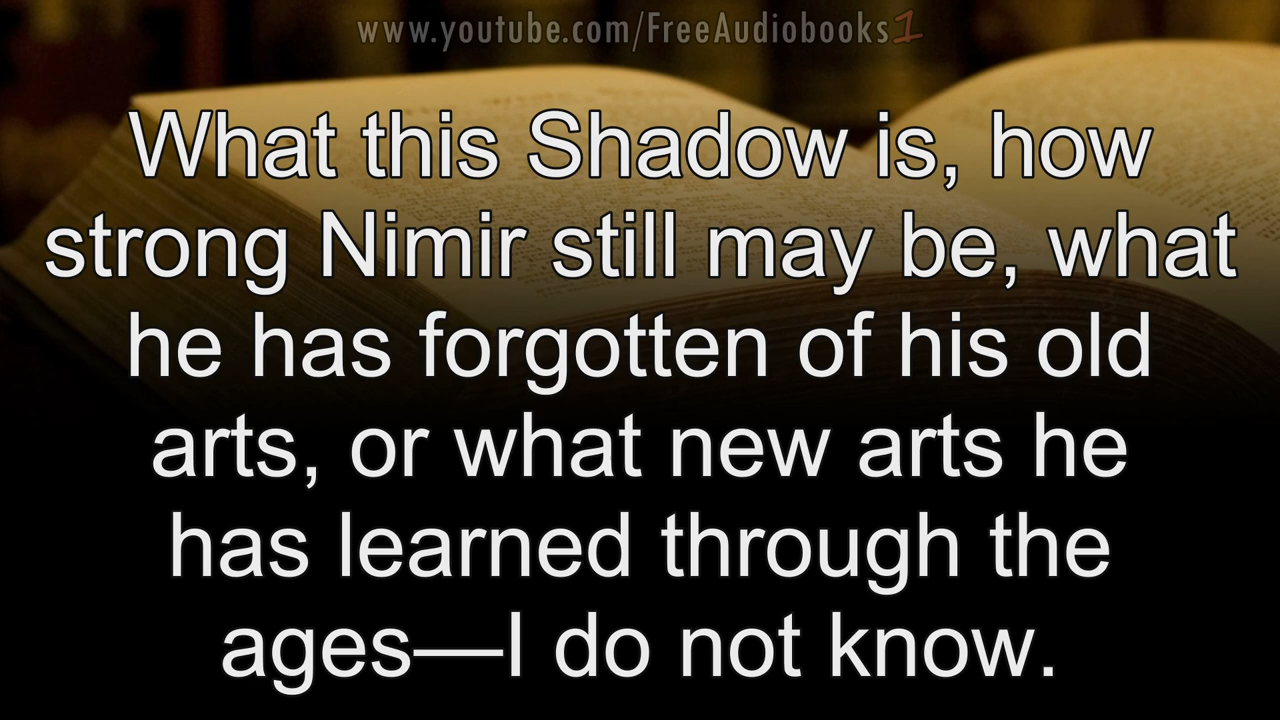 www.youtube.com/FreeAudiobooks1
What this Shadow is, how
strong Nimir still may be, what
he has forgotten of his old
arts, or what new arts he
has learned through the
ages—I do not know.